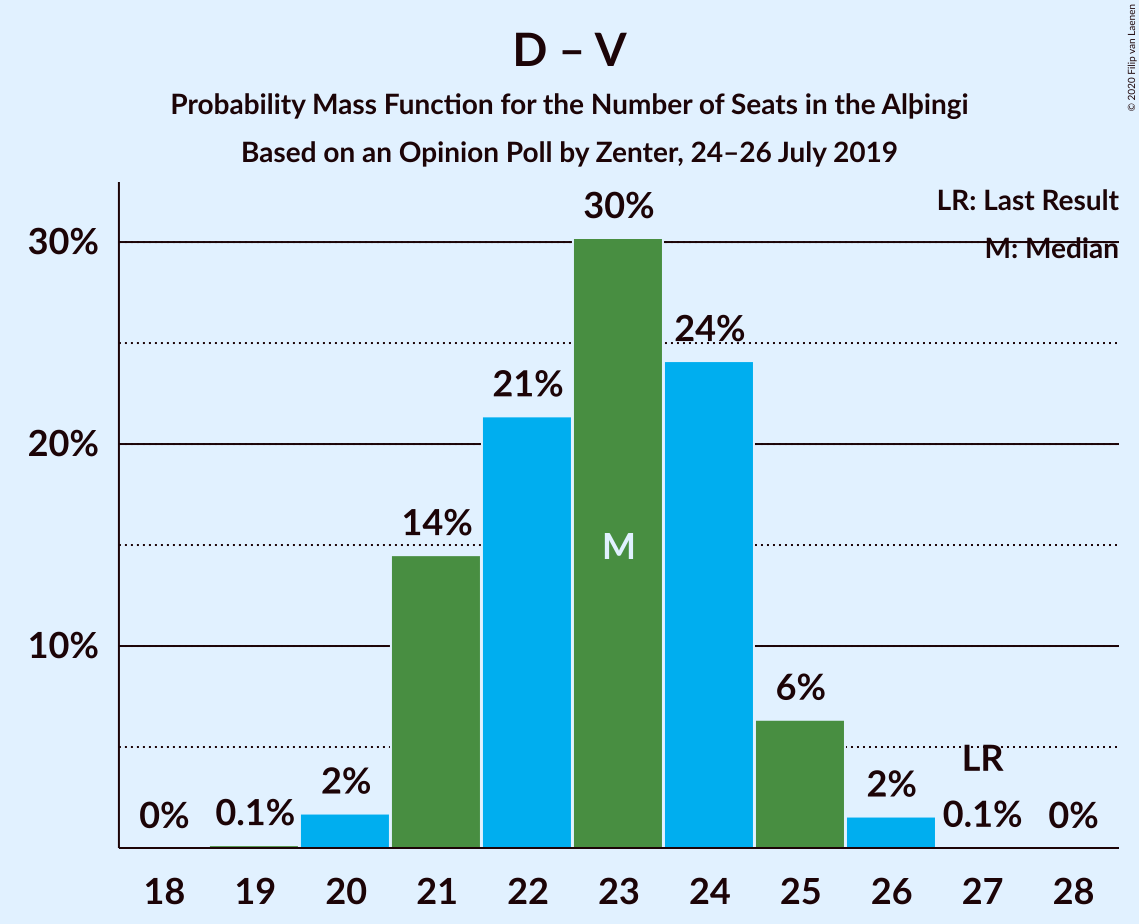 D – V
Probability Mass Function for the Number of Seats in the Alþingi
Based on an Opinion Poll by Zenter, 24–26 July 2019
© 2020 Filip van Laenen
LR: Last Result
M: Median
30%
20%
10%
0%
0.1%
2%
14%
21%
30%
M
24%
6%
2%
LR
0.1%
0%
18 19 20 21 22 23 24 25 26 27 28